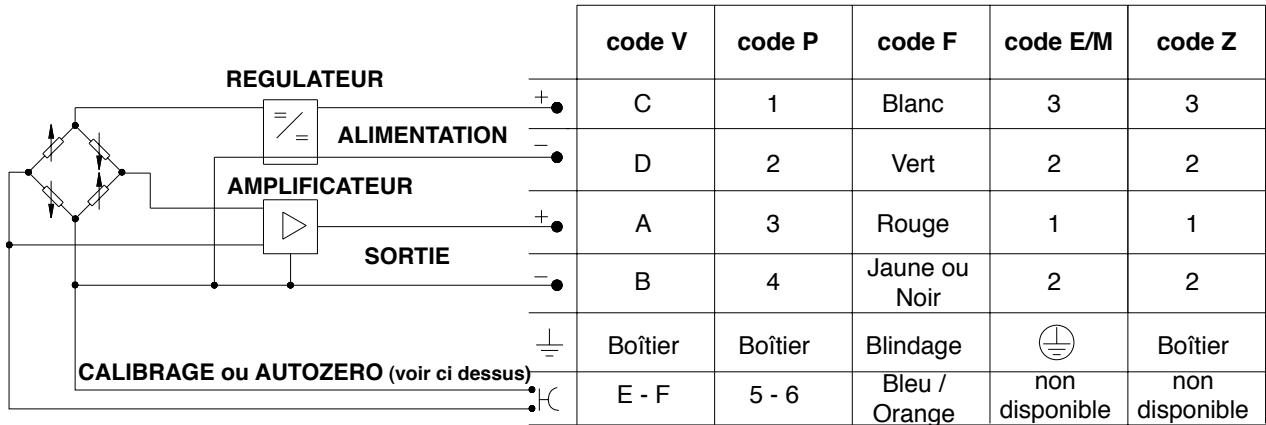 code V code P code F code E/M code Z
REGULATEUR
+ C 1 Blanc 3 3
= / =
ALIMENTATION
− D 2 Vert 2 2
AMPLIFICATEUR
+ A 3 Rouge 1 1
SORTIE
− B 4 Jaune ou 2 2
Noir
Boîtier Boîtier Blindage Boîtier
CALIBRAGE ou AUTOZERO (voir ci dessus)
E - F 5 - 6 Bleu / non non
Orange disponible disponible